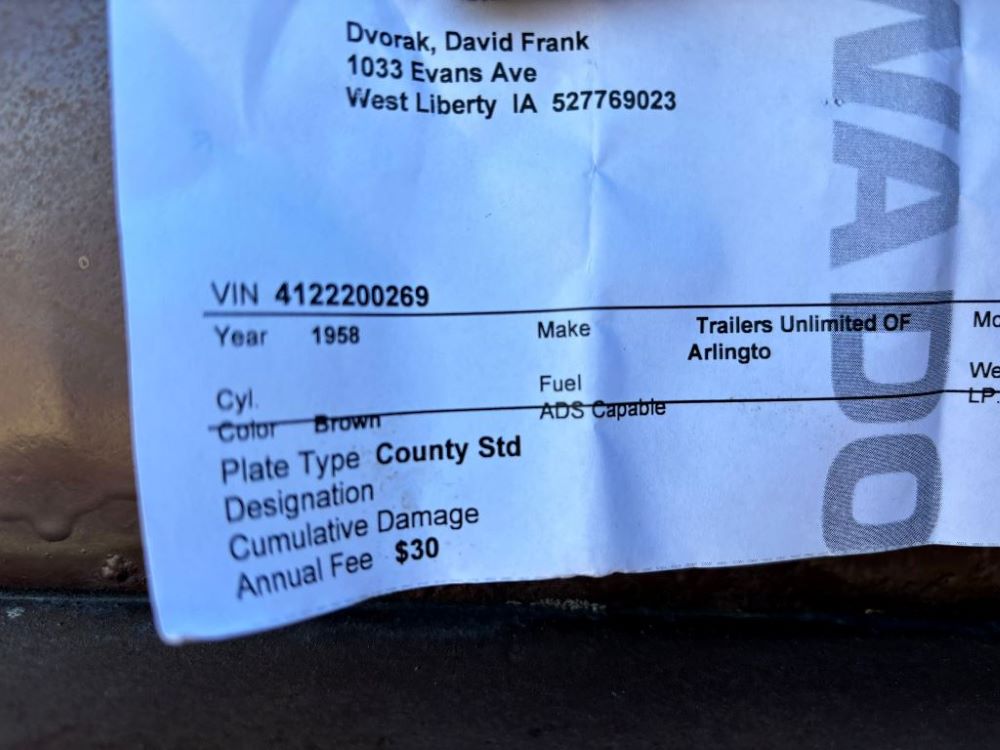 Dvorak, David Frank
1033 Evans Ave
West Liberty IA 527769023
VIN 4122200269
Year 1958 Make Trailers Unlimited OF
Arlingto
Cyl. Fuel
Color Brown ADS Capable
Plate Type County Std
Designation
Cumulative Damage
Annual Fee $30